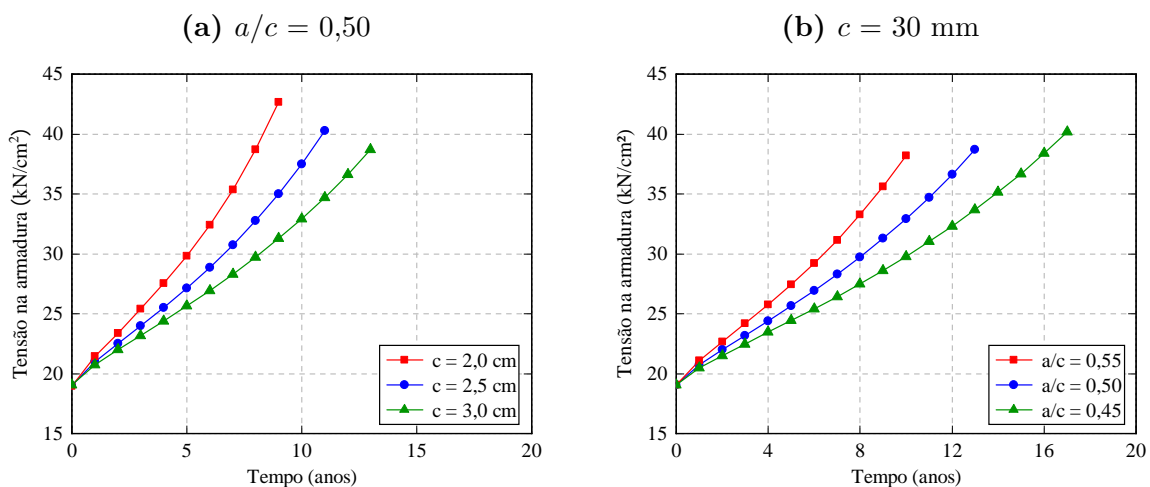 (a) a/c = 0,50
45
40
35
30
25
20
15
0
5
10
15
20
Tensão na armadura (kN/cm²)
Tempo (anos)
c = 2,0 cm
c = 2,5 cm
c = 3,0 cm
(b) c = 30 mm
45
40
35
30
25
20
15
0
4
8
12
16
20
Tensão na armadura (kN/cm²)
Tempo (anos)
a/c = 0,55
a/c = 0,50
a/c = 0,45